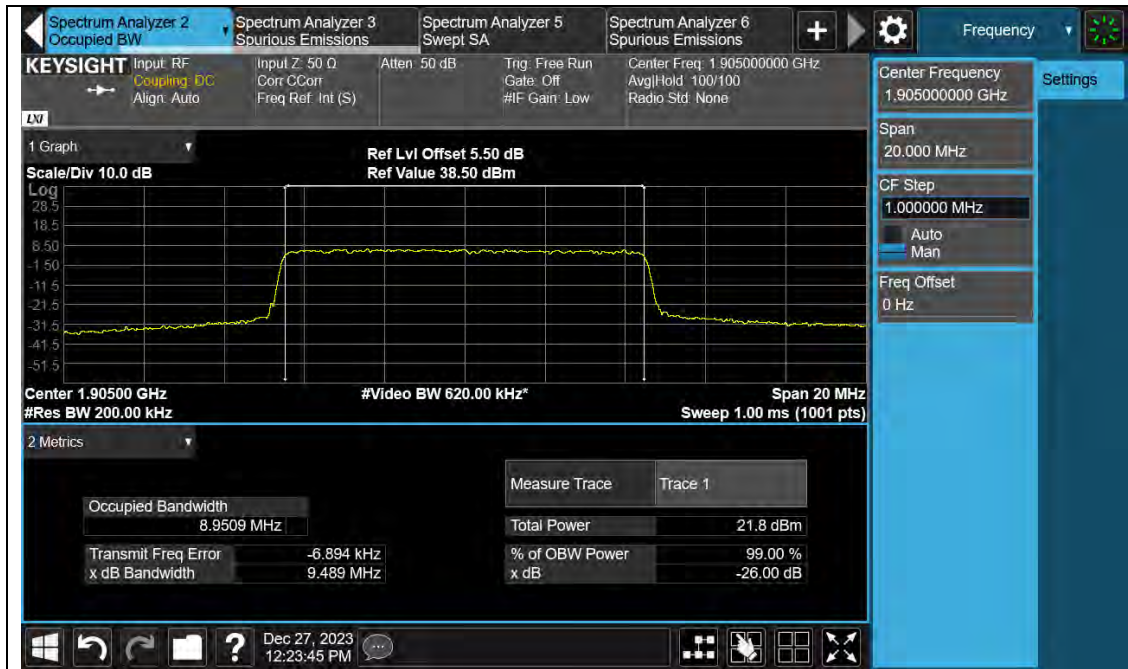 Spectrum Analyzer 2
Occupied BW
Spectrum Analyzer 3
Spurious Emissions
Spectrum Analyzer 5
Swept SA
Spectrum Analyzer 6
Spurious Emissions
+
Frequency
KEYSIGHT
LXI
Input: RF
Coupling: DC
Align: Auto
Input Z: 50 Ω
Corr CCorr
Freq Ref: Int (S)
Atten: 50 dB
Trig: Free Run
Gate: Off
#IF Gain: Low
Center Freq: 1.905000000 GHz
Avg|Hold: 100/100
Radio Std: None
Center Frequency
1.905000000 GHz
Settings
Span
20.000 MHz
CF Step
1.000000 MHz
Auto
Man
Freq Offset
0 Hz
1 Graph
Scale/Div 10.0 dB
Ref Lvl Offset 5.50 dB
Ref Value 38.50 dBm
Log
28.5
18.5
8.50
-1.50
-11.5
-21.5
-31.5
-41.5
-51.5
Center 1.90500 GHz
#Res BW 200.00 kHz
#Video BW 620.00 kHz*
Span 20 MHz
Sweep 1.00 ms (1001 pts)
2 Metrics
Occupied Bandwidth
8.9509 MHz
Transmit Freq Error -6.894 kHz
x dB Bandwidth 9.489 MHz
Measure Trace Trace 1
Total Power 21.8 dBm
% of OBW Power 99.00 %
x dB -26.00 dB
?
Dec 27, 2023
12:23:45 PM